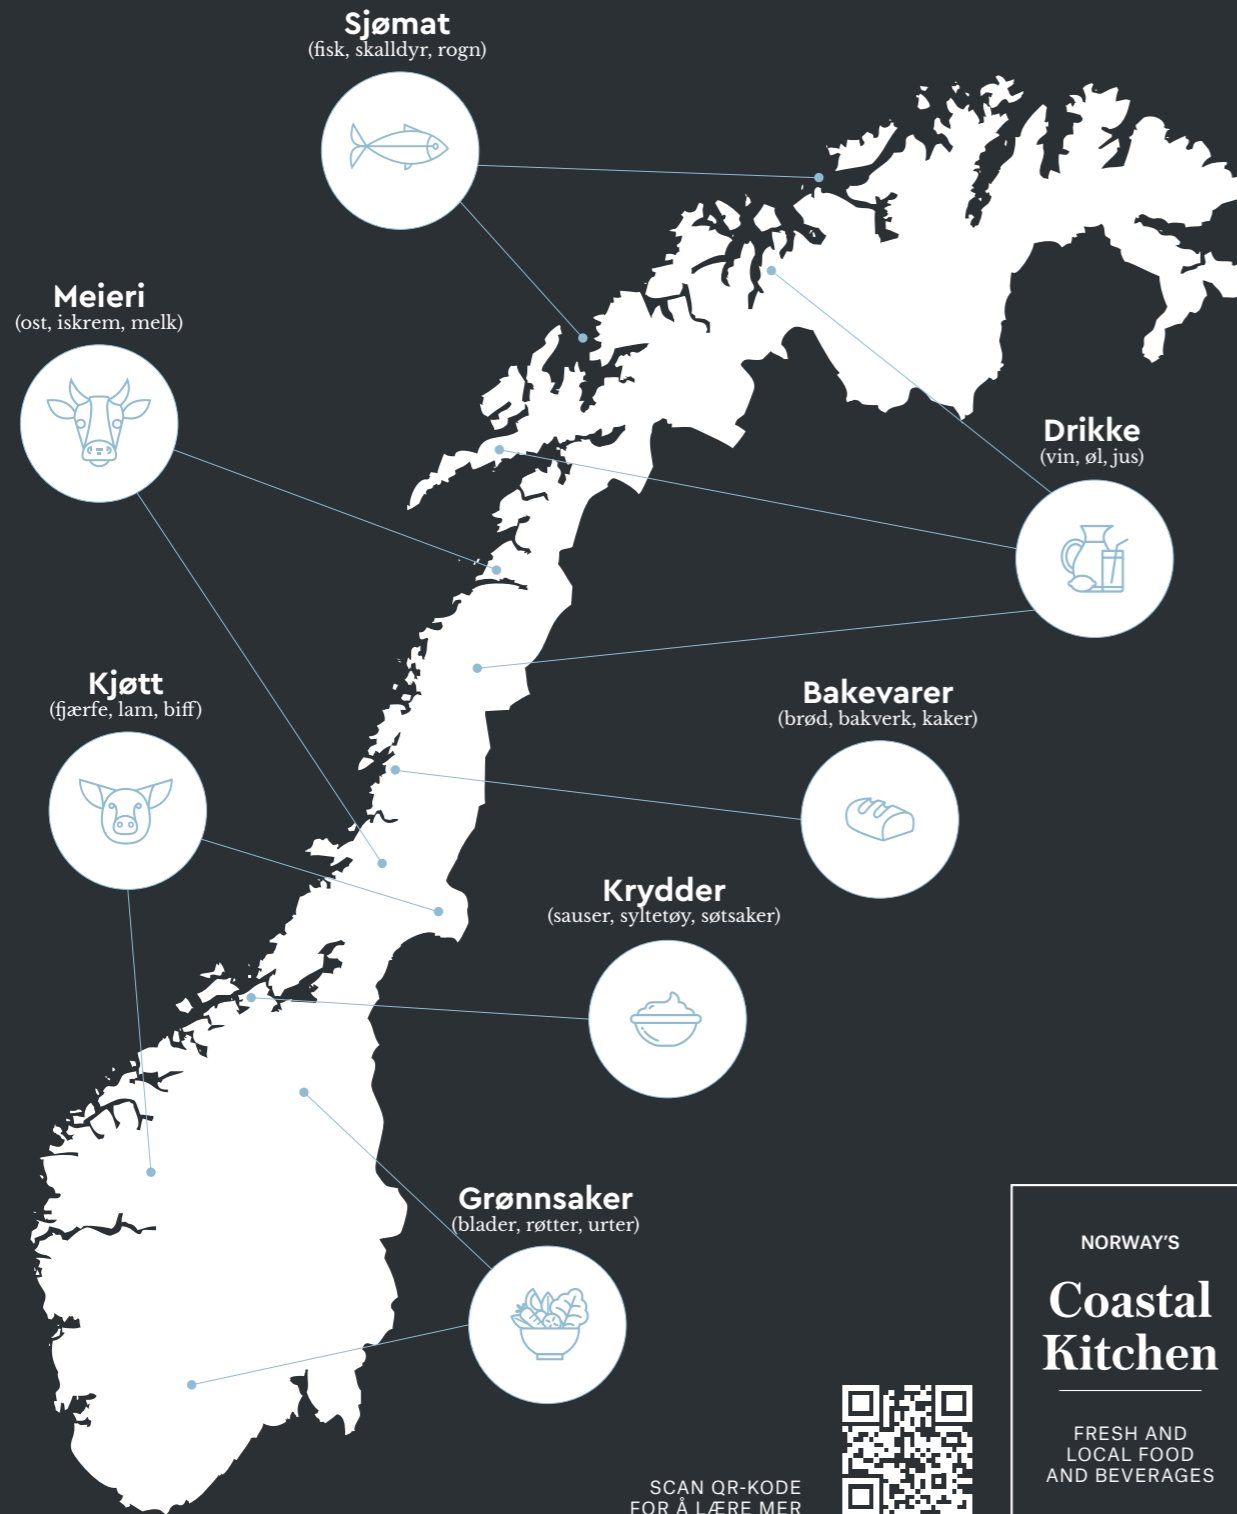 Sjømat
(fisk, skalldyr, rogn)
Meieri
(ost, iskrem, melk)
Drikke
(vin, øl, jus)
Kjøtt
(fjærfe, lam, biff)
Bakevarer
(brød, bakverk, kaker)
Krydder
(sauser, syltetøy, søtsaker)
Grønnsaker
(blader, røtter, urter)
NORWAY'S
Coastal
Kitchen
FRESH AND
LOCAL FOOD
AND BEVERAGES
SCAN QR-KODE
FOR Å LÆRE MER